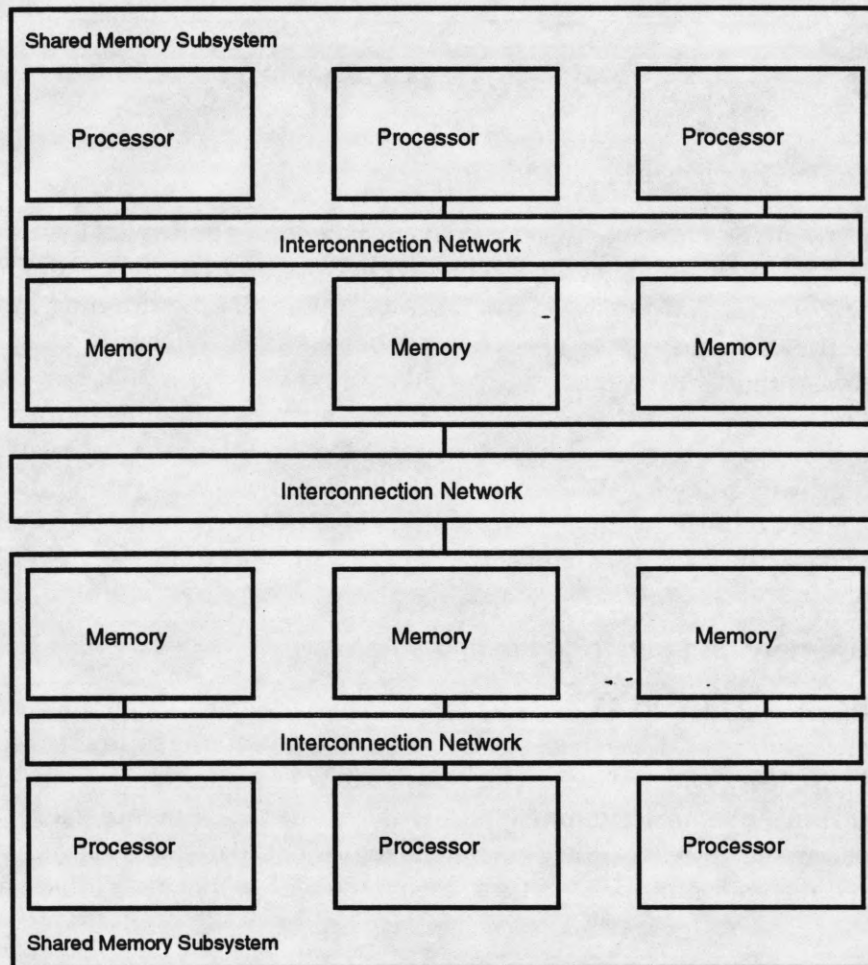 Shared Memory Subsystem
Processor Processor Processor
Interconnection Network
Memory Memory Memory
Interconnection Network
Memory Memory Memory
Interconnection Network
Processor Processor Processor
Shared Memory Subsystem